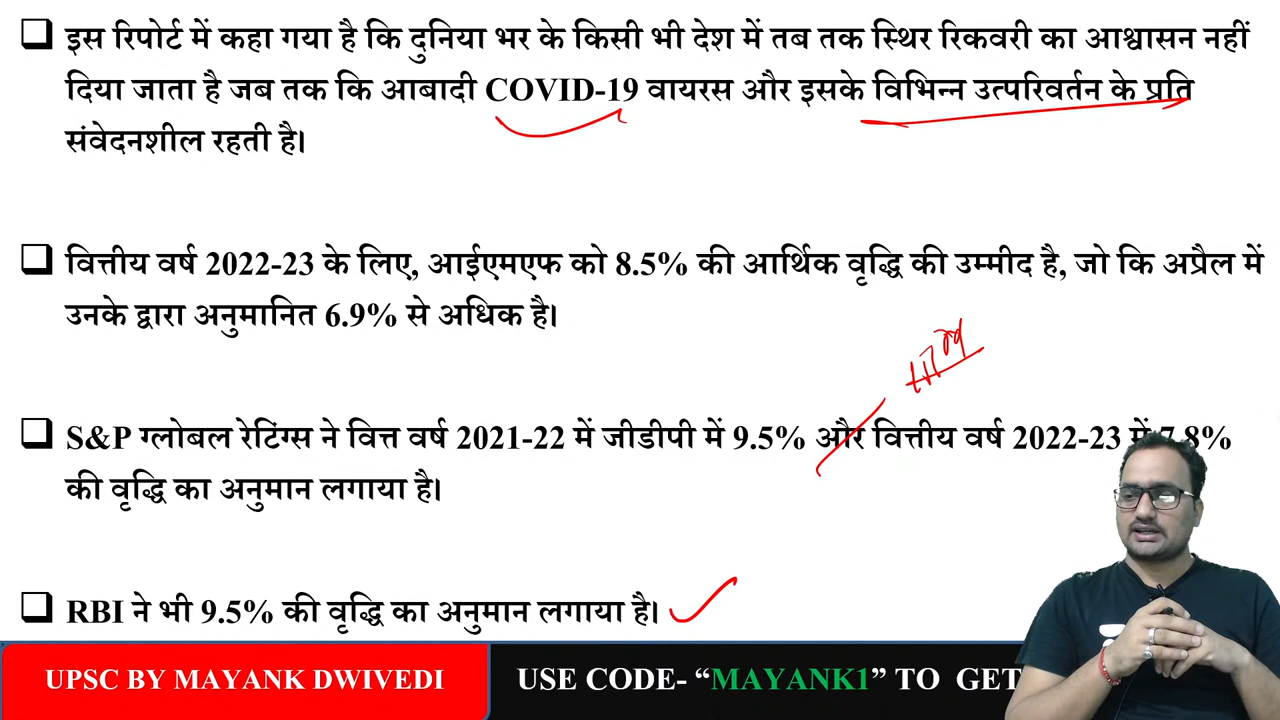 इस रिपोर्ट में कहा गया है कि दुनिया भर के किसी भी देश में तब तक स्थिर रिकवरी का आश्वासन नहीं
दिया जाता है जब तक कि आबादी COVID-19 वायरस और इसके विभिन्न उत्परिवर्तन के प्रति
संवेदनशील रहती है।
वित्तीय वर्ष 2022-23 के लिए, आईएमएफ को 8.5% की आर्थिक वृद्धि की उम्मीद है, जो कि अप्रैल में
उनके द्वारा अनुमानित 6.9% से अधिक है।
S&P ग्लोबल रेटिंग्स ने वित्त वर्ष 2021-22 में जीडीपी में 9.5% और वित्तीय वर्ष 2022-23 में 7.8%
की वृद्धि का अनुमान लगाया है।
RBI ने भी 9.5% की वृद्धि का अनुमान लगाया है।
UPSC BY MAYANK DWIVEDI
USE CODE- “MAYANK1” TO GET